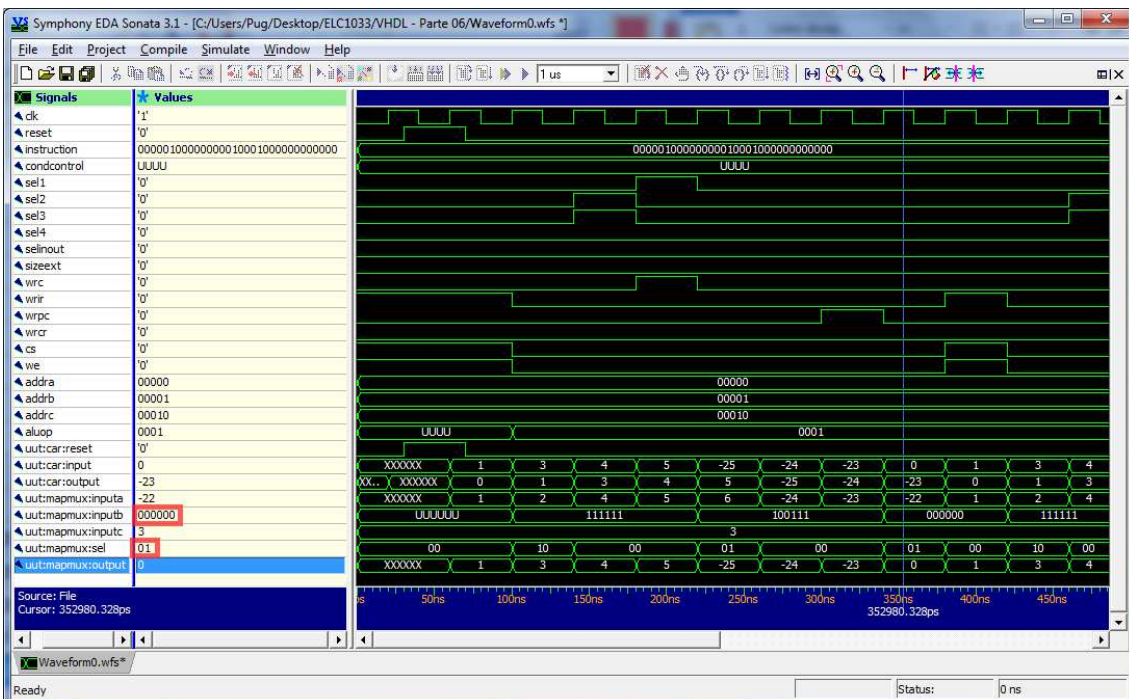 Symphony EDA Sonata 3.1 - [C:/Users/Pug/Desktop/ELC1033/VHDL - Parte 06/Waveform0.wfs *]
File Edit Project Compile Simulate Window Help
1 us
Signals Values
clk '1'
reset '0'
instruction
condcontrol UUUU UUUU
sel1 '0'
sel2 '0'
sel3 '0'
sel4 '0'
selinout '0'
sizeext '0'
wrc '0'
wrir '0'
wrpc '0'
wrcr '0'
cs '0'
we '0'
addra 00000 00000
addrb 00001 00001
addrc 00010 00010
aluop 0001 UUUU 0001
uut:car:reset '0'
uut:car:input 0 XXXXXX 1 3 4 5 -25 -24 -23 0 1 3 4
uut:car:output -23 XX.. XXXXXX 0 1 3 4 5 -25 -24 -23 0 1 3
uut:mapmux:inputa -22 XXXXXX 1 2 4 5 6 -24 -23 -22 1 2 4
uut:mapmux:inputb 000000 UUUUUU 111111 100111 000000 111111
uut:mapmux:inputc 3 3
uut:mapmux:sel 01 00 10 00 01 00 01 00 10 00
uut:mapmux:output 0 XXXXXX 1 3 4 5 -25 -24 -23 0 1 3 4
Source: File
Cursor: 352980.328ps
50ns 100ns 150ns 200ns 250ns 300ns 350ns 400ns 450ns
352980.328ps
Waveform0.wfs*
Ready Status: 0 ns